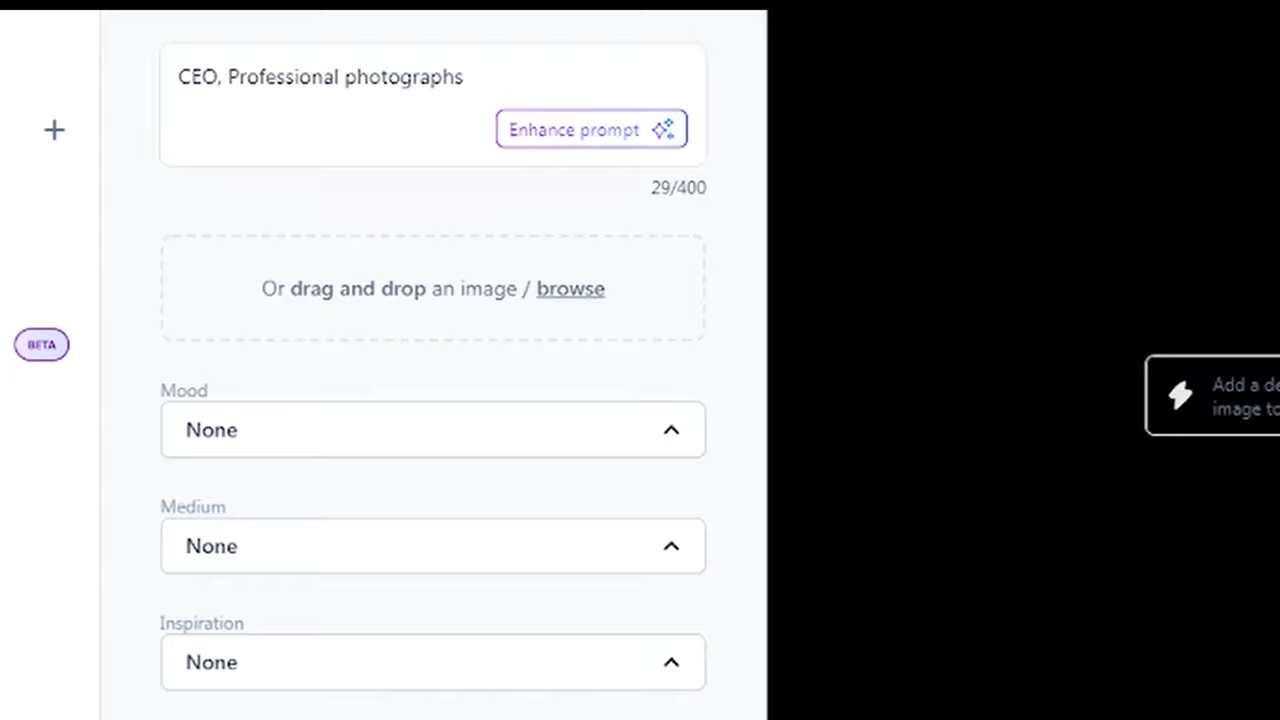 CEO, Professional photographs
Enhance prompt
29/400
Or drag and drop an image / browse
BETA
Mood
None
Add a de
image to
Medium
None
Inspiration
None